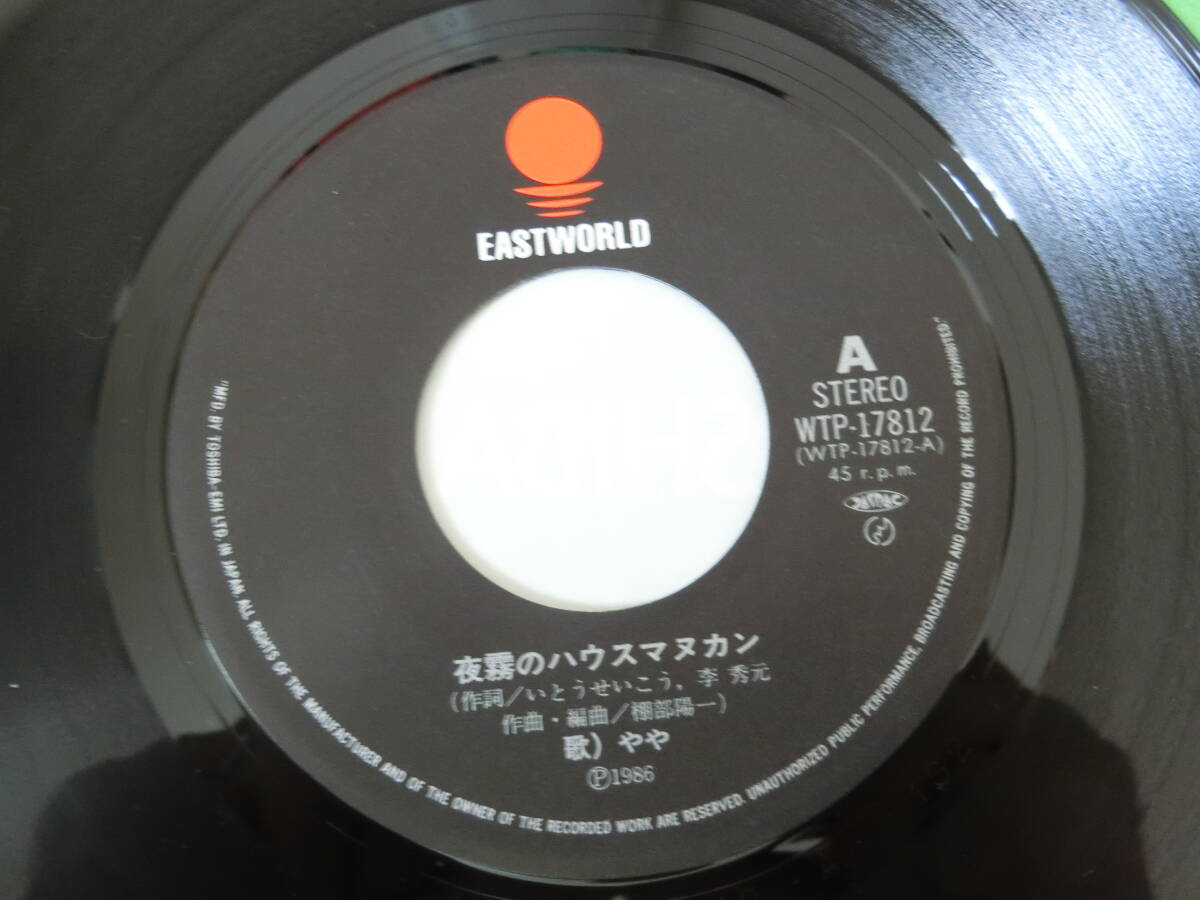 EASTWORLD
A
STEREO
WTP-17812
(WTP-17812-A)
45 r.p.m.
JASRAC
夜霧のハウスマヌカン
(作詞/いとうせいこう, 李 秀元
作曲・編曲/棚部陽一)
歌) やや
Ⓟ1986
"MFD. BY TOSHIBA-EMI LTD. IN JAPAN. ALL RIGHTS OF THE MANUFACTURER AND OF THE OWNER OF THE RECORDED WORK ARE RESERVED. UNAUTHORIZED PUBLIC PERFORMANCE, BROADCASTING AND COPYING OF THE RECORD PROHIBITED."